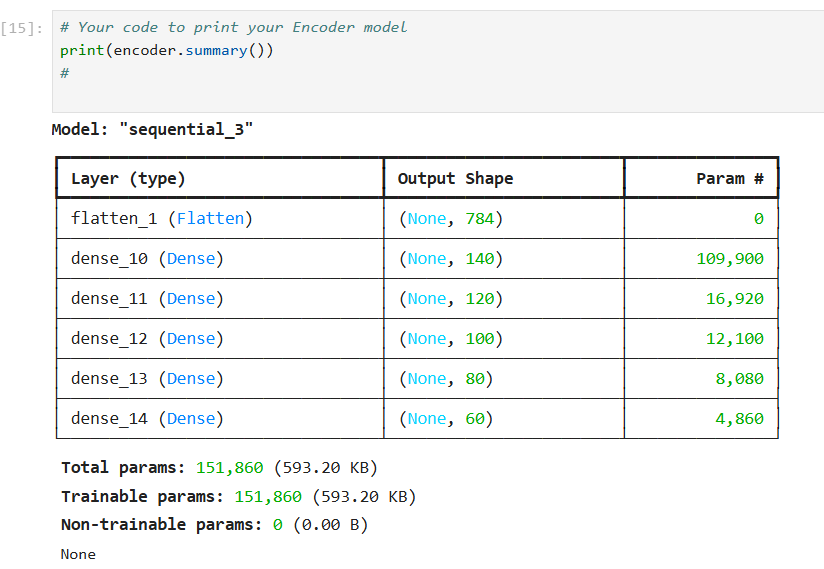 [15]:
# Your code to print your Encoder model
print(encoder.summary())
#
Model: "sequential_3"
Layer (type) Output Shape Param #
flatten_1 (Flatten) (None, 784) 0
dense_10 (Dense) (None, 140) 109,900
dense_11 (Dense) (None, 120) 16,920
dense_12 (Dense) (None, 100) 12,100
dense_13 (Dense) (None, 80) 8,080
dense_14 (Dense) (None, 60) 4,860
Total params: 151,860 (593.20 KB)
Trainable params: 151,860 (593.20 KB)
Non-trainable params: 0 (0.00 B)
None